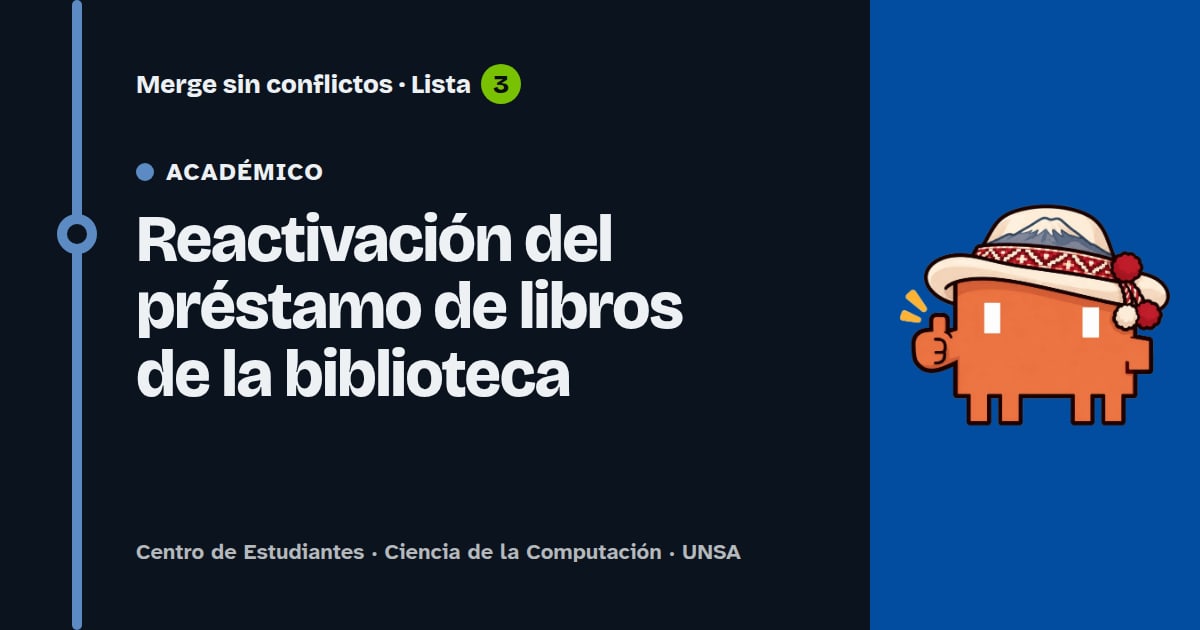 Merge sin conflictos · Lista 3
ACADÉMICO
Reactivación del
préstamo de libros
de la biblioteca
Centro de Estudiantes · Ciencia de la Computación · UNSA